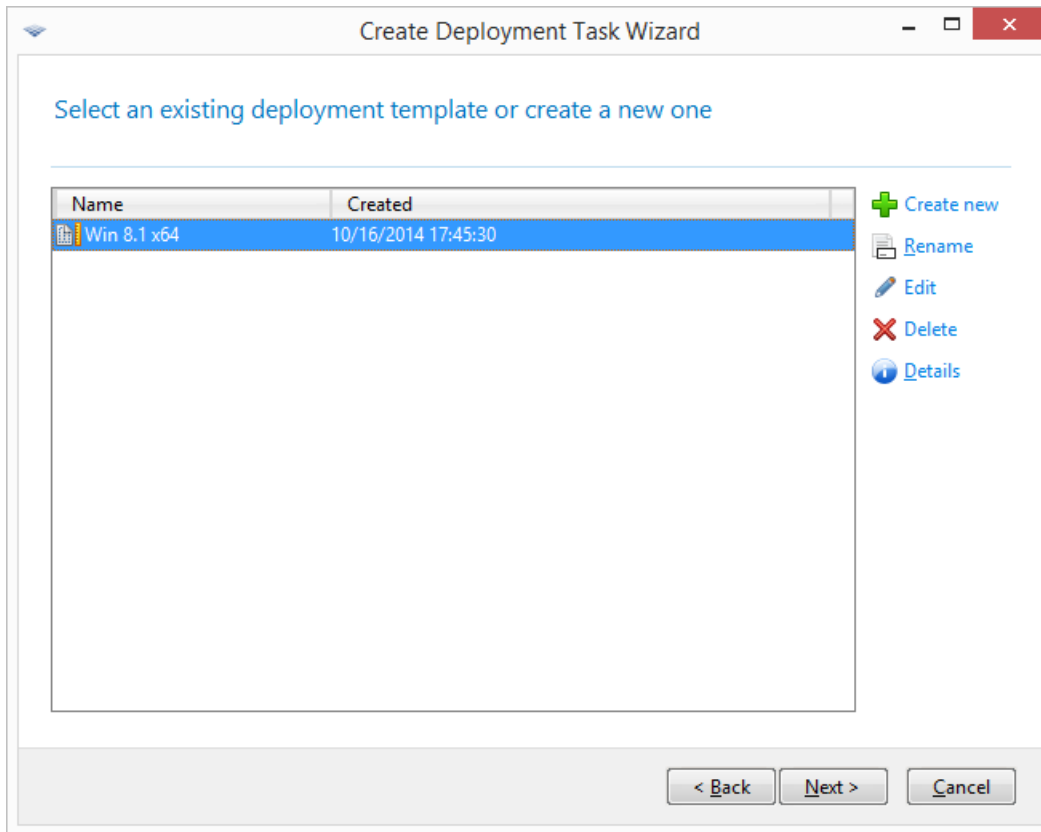 Create Deployment Task Wizard
Select an existing deployment template or create a new one
Name Created
Win 8.1 x64 10/16/2014 17:45:30
Create new
Rename
Edit
Delete
Details
< Back Next > Cancel